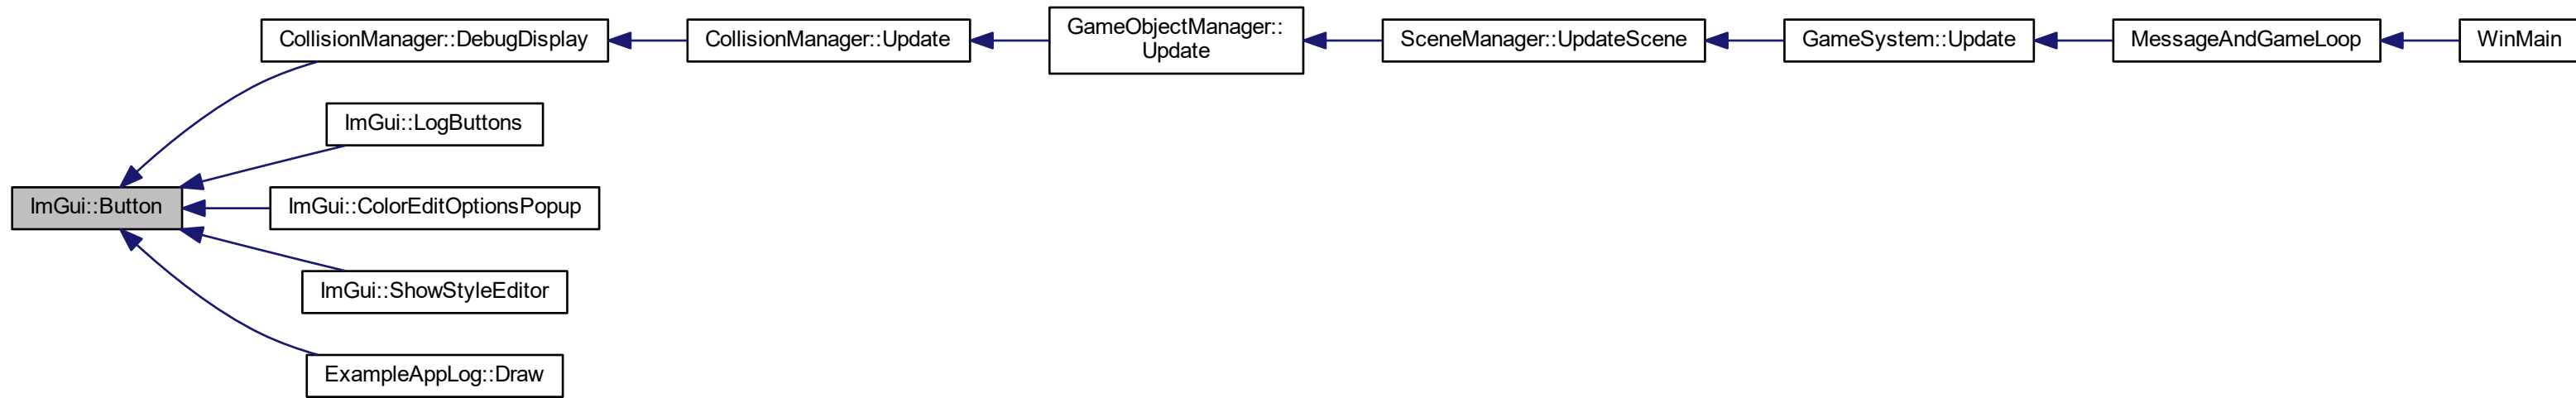 CollisionManager::DebugDisplay
CollisionManager::Update
GameObjectManager::
Update
SceneManager::UpdateScene
GameSystem::Update
MessageAndGameLoop
WinMain
ImGui::LogButtons
ImGui::Button
ImGui::ColorEditOptionsPopup
ImGui::ShowStyleEditor
ExampleAppLog::Draw